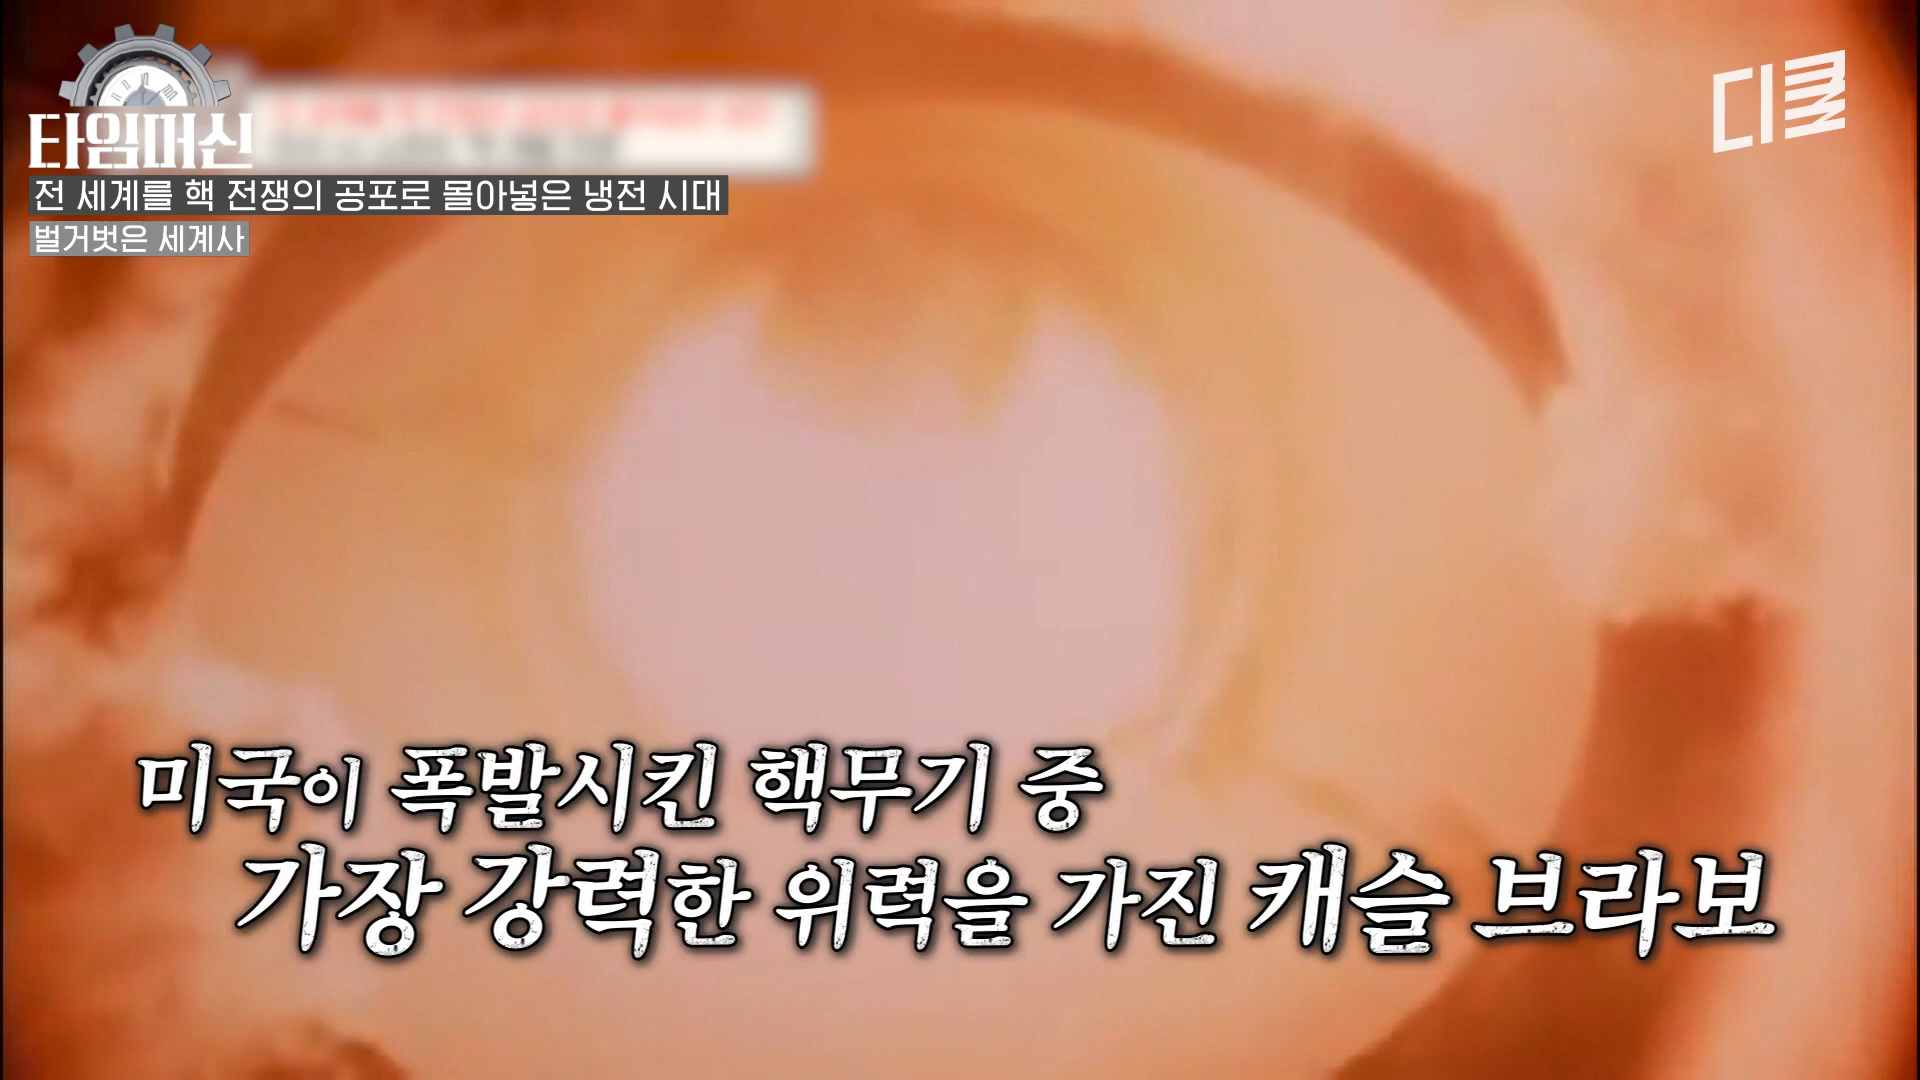 타임머신
디클
전 세계를 핵 전쟁의 공포로 몰아넣은 냉전 시대
벌거벗은 세계사
미국이 폭발시킨 핵무기 중
가장 강력한 위력을 가진 캐슬 브라보